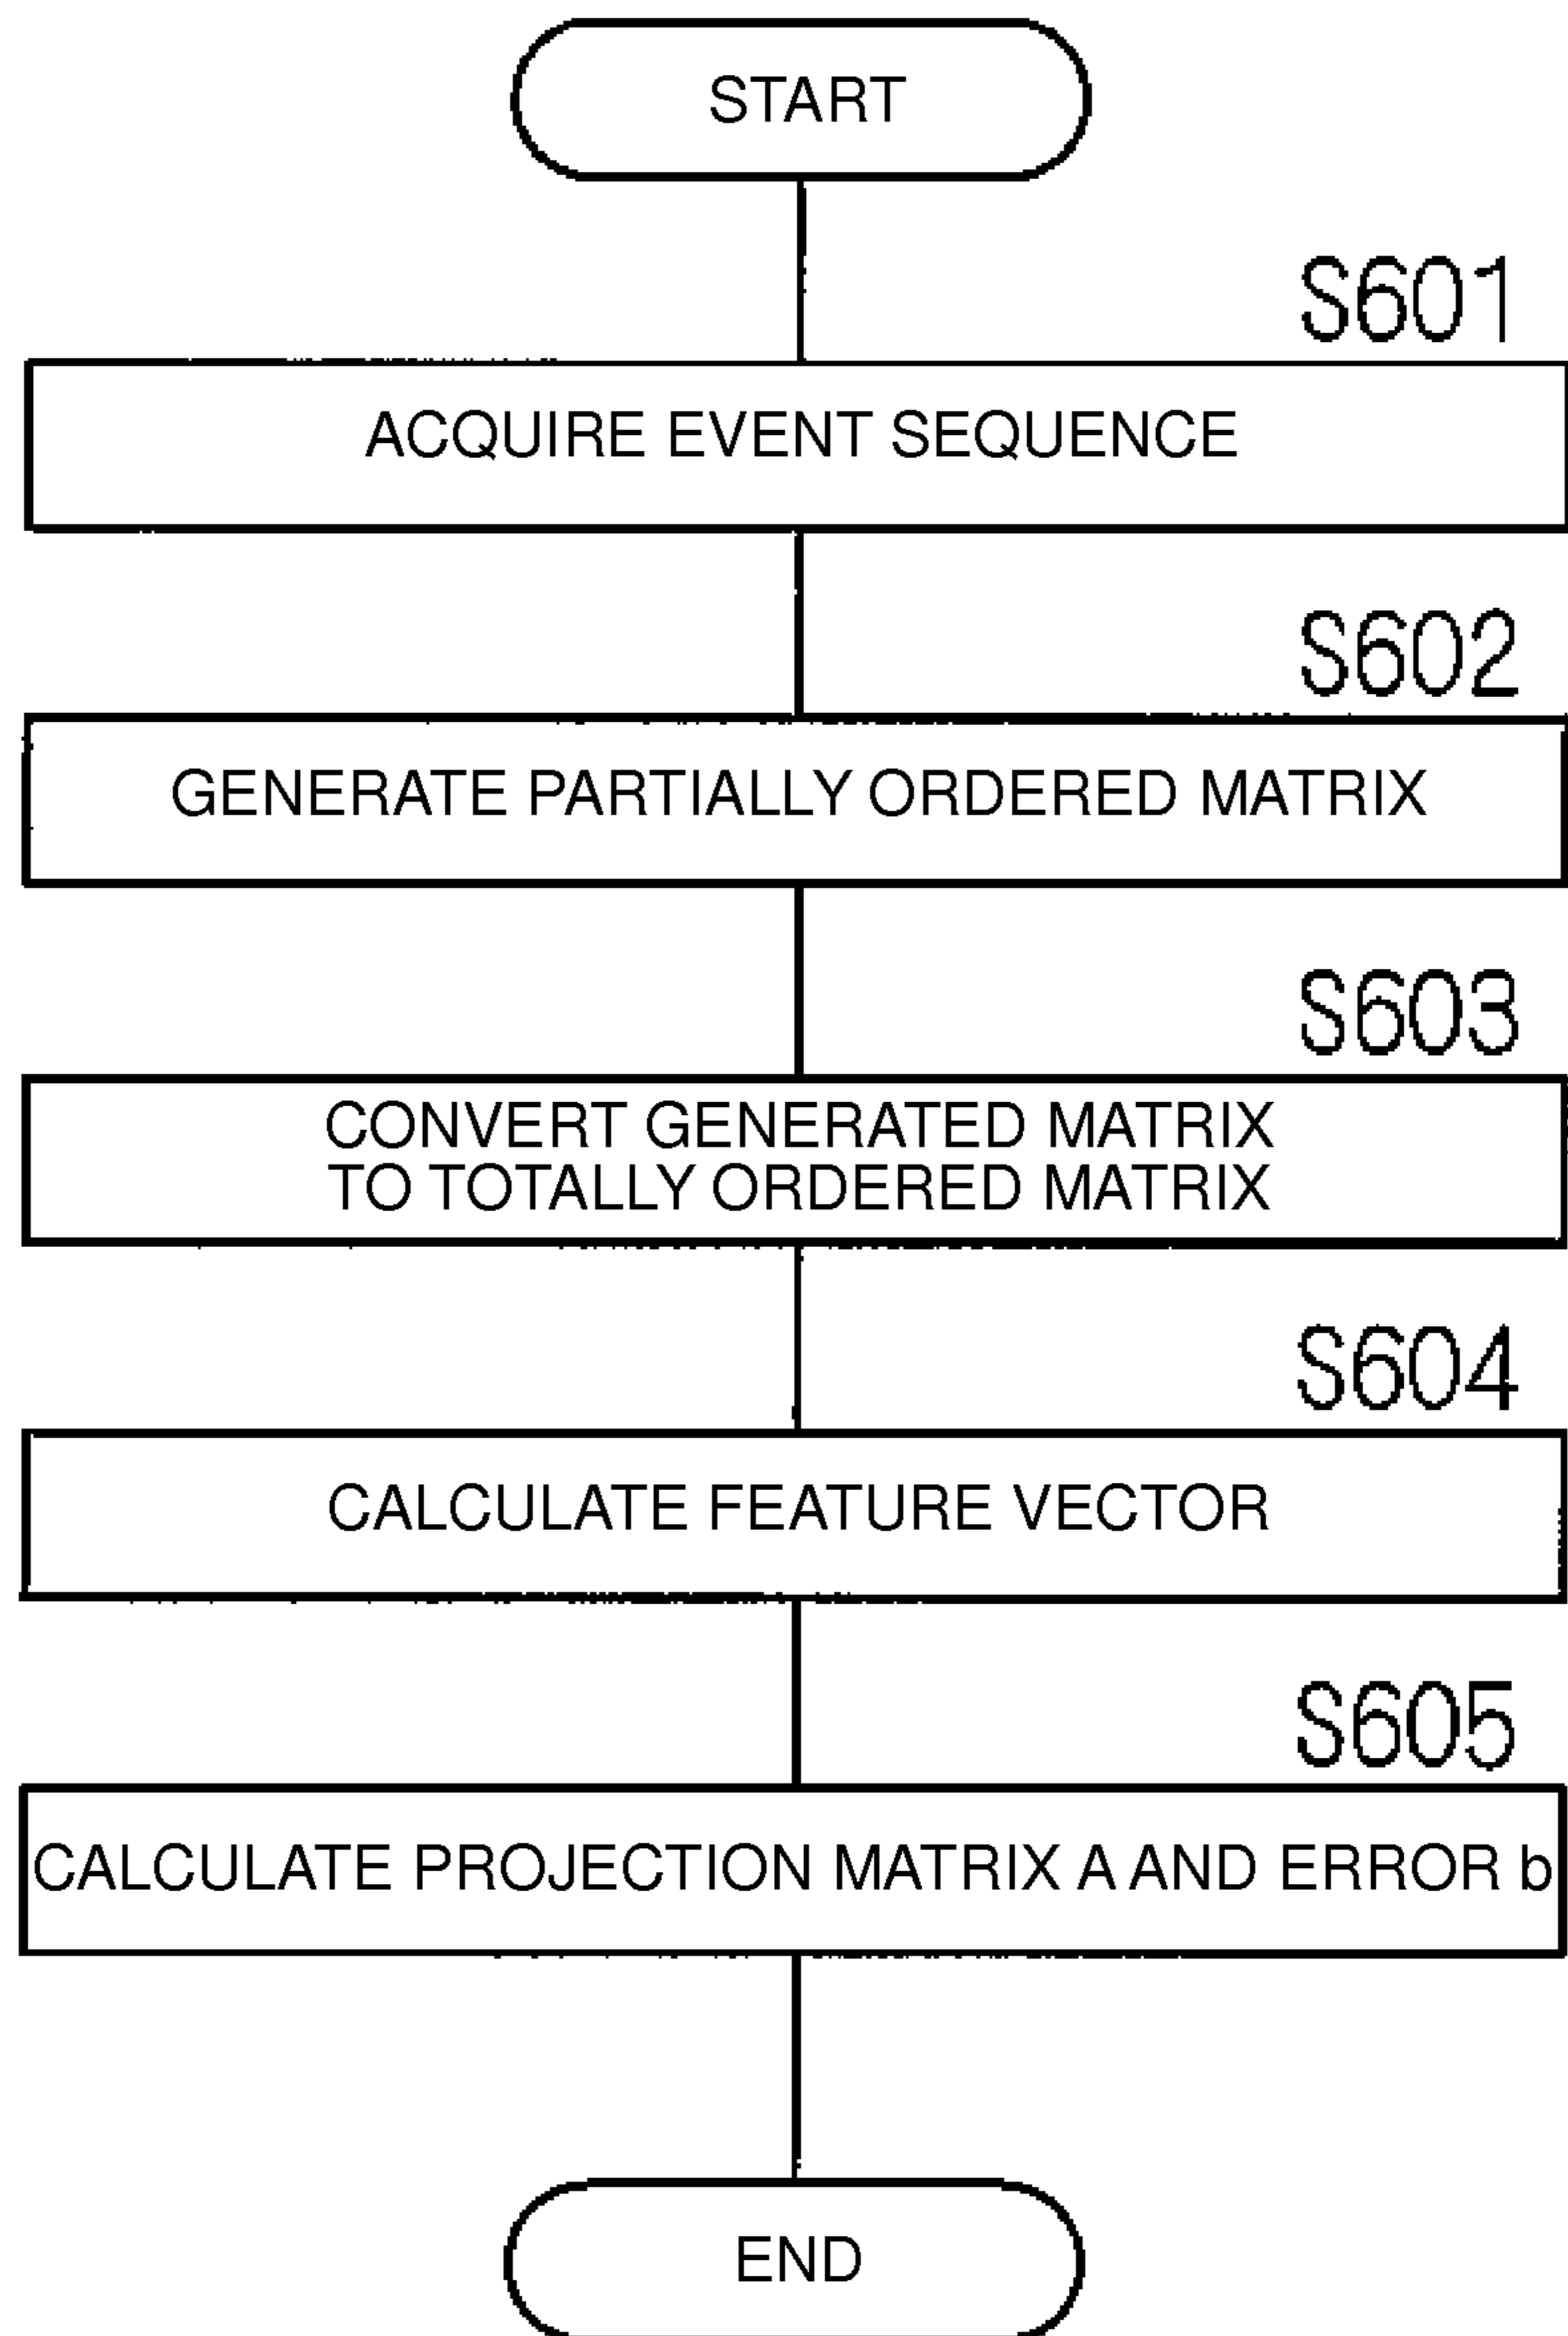 START
S601
ACQUIRE EVENT SEQUENCE
S602
GENERATE PARTIALLY ORDERED MATRIX
S603
CONVERT GENERATED MATRIX
TO TOTALLY ORDERED MATRIX
S604
CALCULATE FEATURE VECTOR
S605
CALCULATE PROJECTION MATRIX A AND ERROR b
END